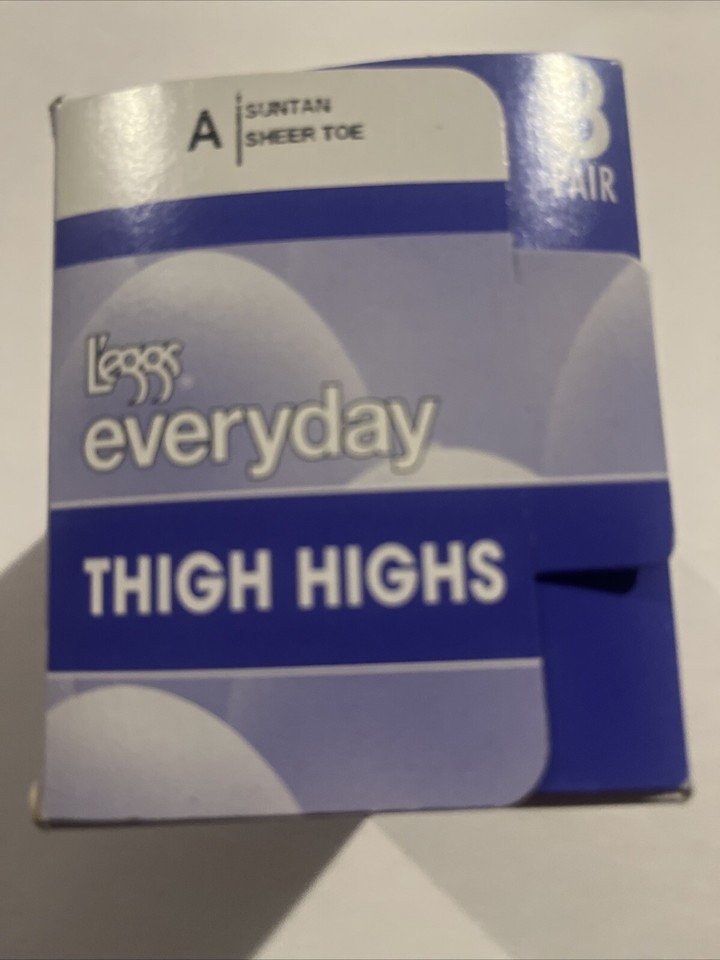 A
SUNTAN
SHEER TOE
PAIR
L'eggs
everyday
THIGH HIGHS